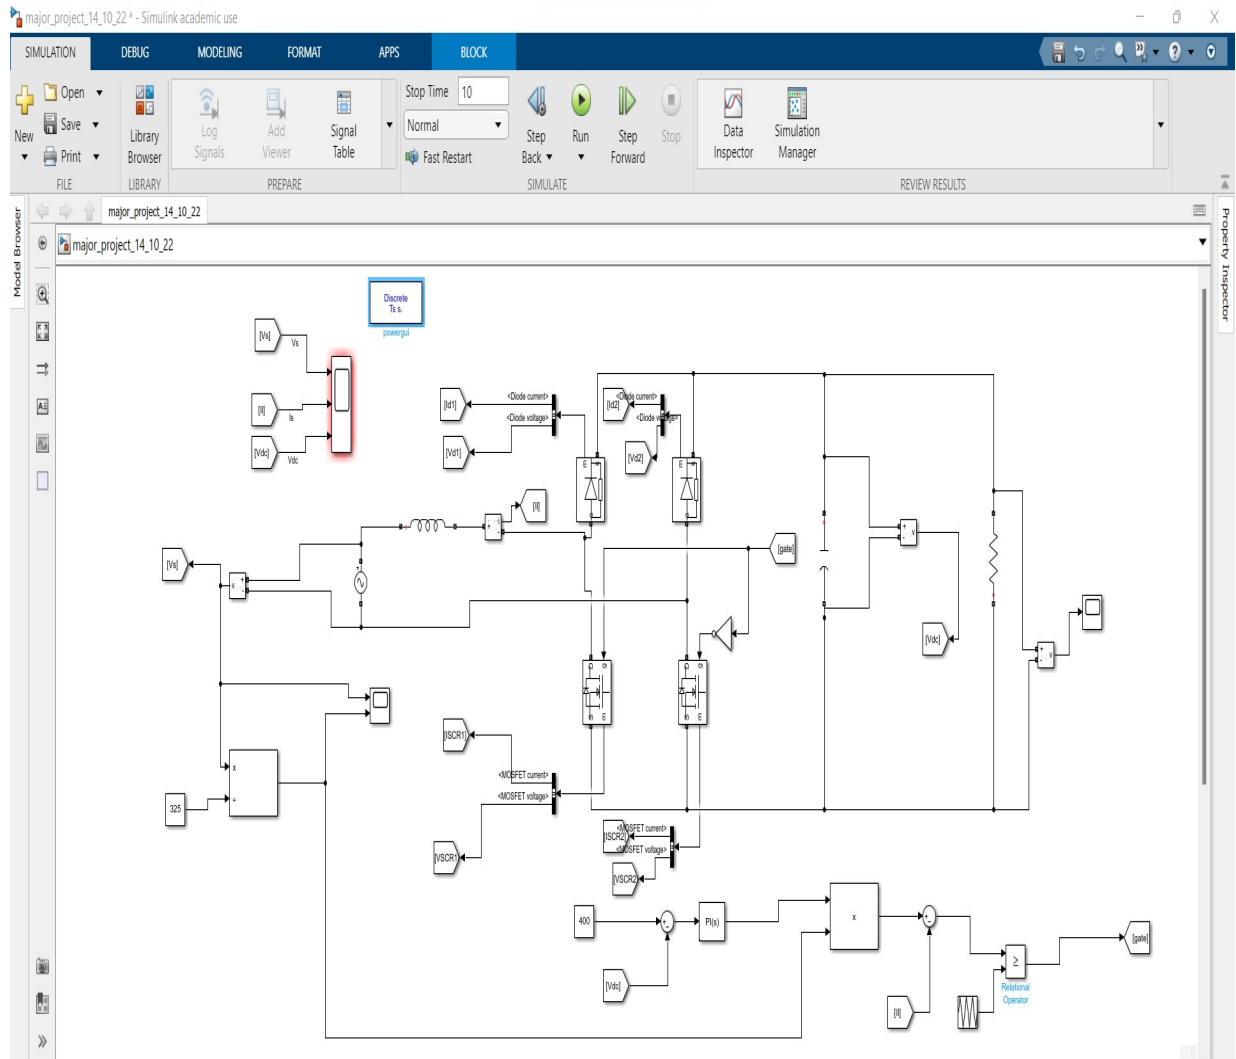 major_project_14_10_22 * - Simulink academic use
SIMULATION DEBUG MODELING FORMAT APPS BLOCK
New
Open
Save
Print
FILE
Library
Browser
LIBRARY
Log
Signals
Add
Viewer
Signal
Table
PREPARE
Stop Time 10
Normal
Fast Restart
Step
Back
Run
Step
Forward
Stop
SIMULATE
Data
Inspector
Simulation
Manager
REVIEW RESULTS
Model Browser
Property Inspector
major_project_14_10_22
major_project_14_10_22
Discrete
Ts s.
powergui
[Vs]
Vs
[Il]
Is
[Vdc]
Vdc
[Id1]
<Diode current>
<Diode voltage>
[Vd1]
[Id2]
<Diode current>
<Diode voltage>
[Vd2]
[Il]
[Vs]
[gate]
[Vdc]
325
[ISCR1]
<MOSFET current>
<MOSFET voltage>
[VSCR1]
[ISCR2]
<MOSFET current>
<MOSFET voltage>
[VSCR2]
400
PI(s)
x
[Vdc]
[Il]
≥
Relational
Operator
[gate]